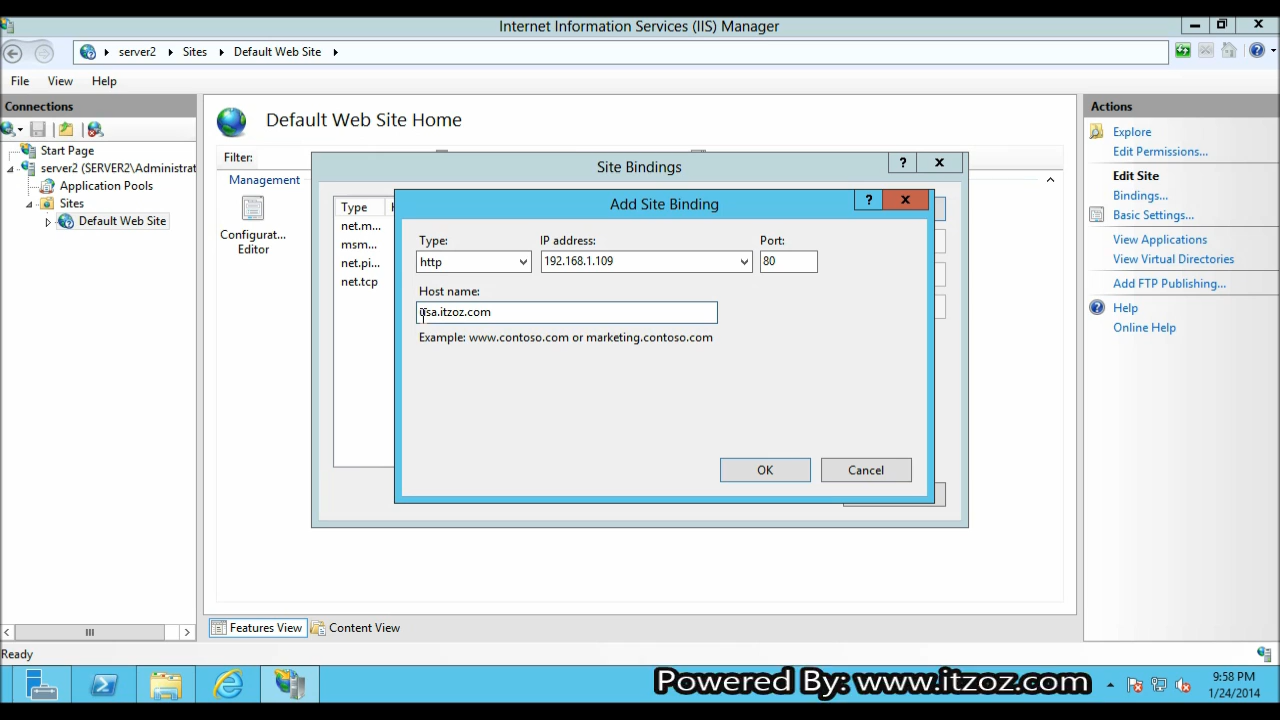 Internet Information Services (IIS) Manager
server2 Sites Default Web Site
File View Help
Connections
Start Page
server2 (SERVER2\Administrat
Application Pools
Sites
Default Web Site
Default Web Site Home
Filter:
Management
Configurat...
Editor
Site Bindings
?
Type
net.m...
msm...
net.pi...
net.tcp
Add Site Binding
?
Type: IP address: Port:
http 192.168.1.109 80
Host name:
usa.itzoz.com
Example: www.contoso.com or marketing.contoso.com
OK Cancel
Features View Content View
Actions
Explore
Edit Permissions...
Edit Site
Bindings...
Basic Settings...
View Applications
View Virtual Directories
Add FTP Publishing...
Help
Online Help
Ready
Powered By: www.itzoz.com
9:58 PM
1/24/2014